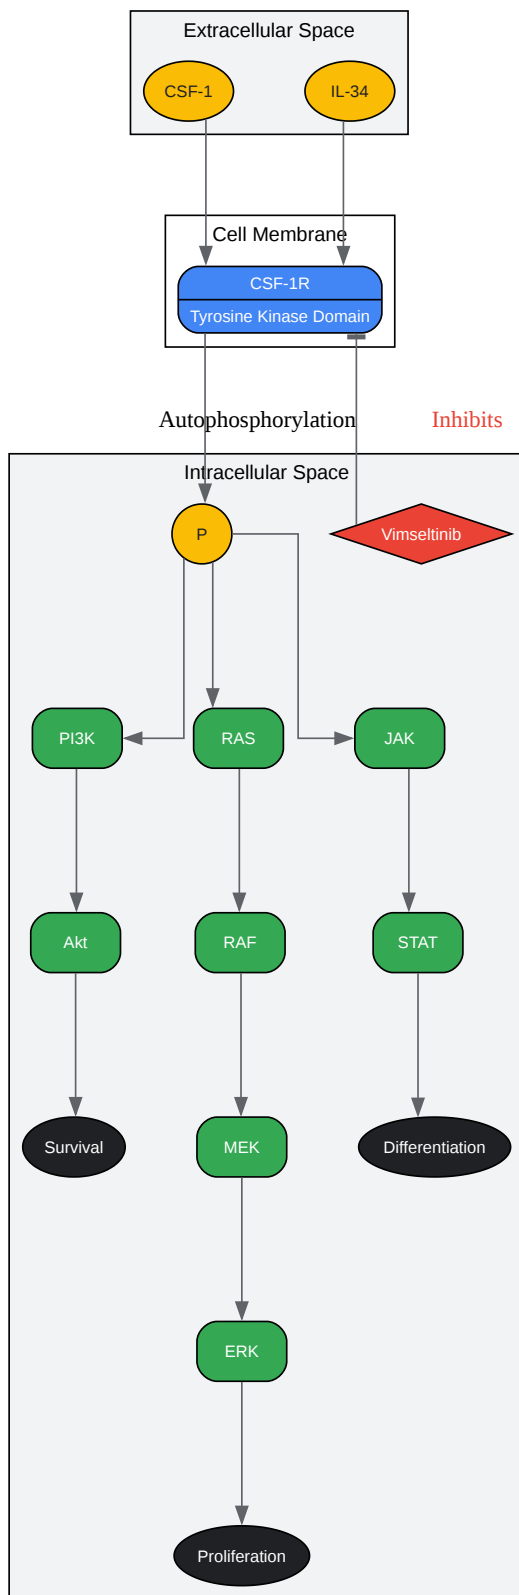 Extracellular Space
CSF-1
IL-34
Cell Membrane
CSF-1R
Tyrosine Kinase Domain
Autophosphorylation
Inhibits
Intracellular Space
P
Vimseltinib
PI3K
RAS
JAK
Akt
RAF
STAT
Survival
MEK
Differentiation
ERK
Proliferation